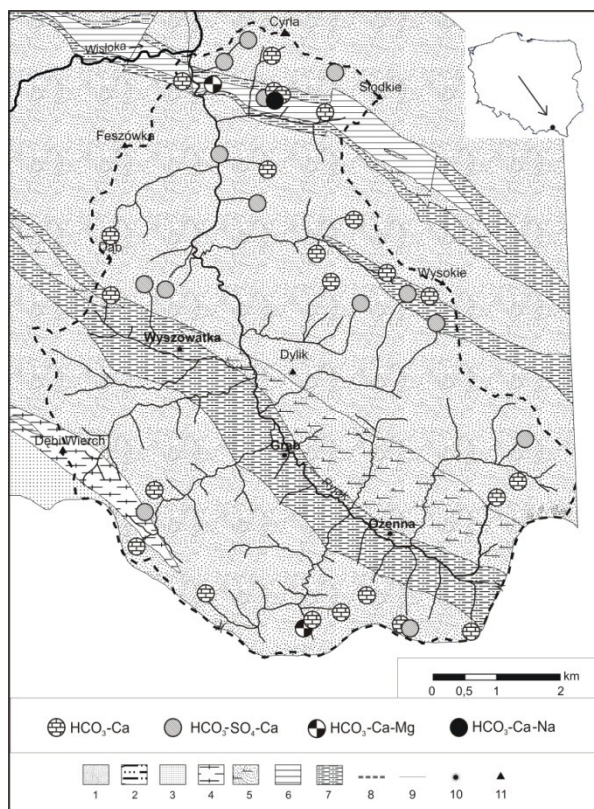 Cyrla
Wisłoka
Słodkie
Feszówka
Dąb
Wysokie
Wyszowatka
Dylik
Dębi Wierch
Grab
Ryjak
Ożenna
km
0 0,5 1 2
HCO₃-Ca HCO₃-SO₄-Ca HCO₃-Ca-Mg HCO₃-Ca-Na
1 2 3 4 5 6 7 8 9 10 11